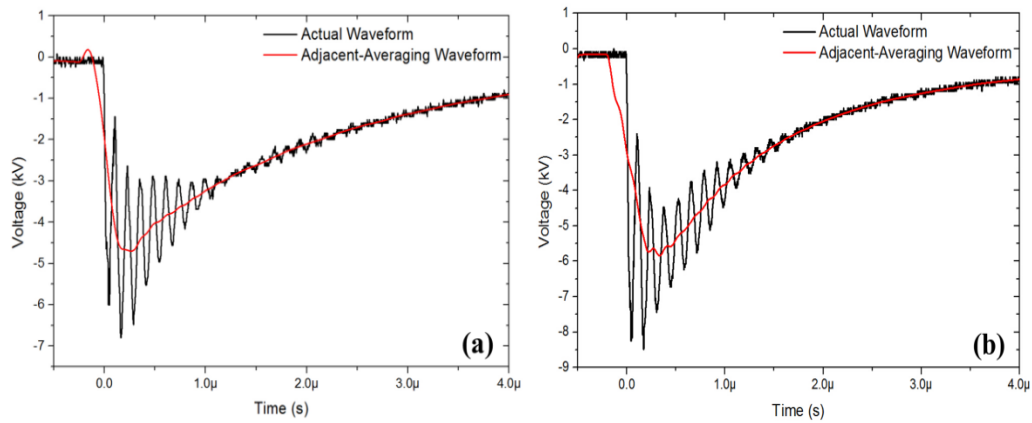 Actual Waveform
Adjacent-Averaging Waveform
1
0
-1
-2
-3
-4
-5
-6
-7
Voltage (kV)
(a)
0.0
1.0µ
2.0µ
3.0µ
4.0µ
Time (s)
Actual Waveform
Adjacent-Averaging Waveform
1
0
-1
-2
-3
-4
-5
-6
-7
-8
-9
Voltage (kV)
(b)
0.0
1.0µ
2.0µ
3.0µ
4.0µ
Time (s)